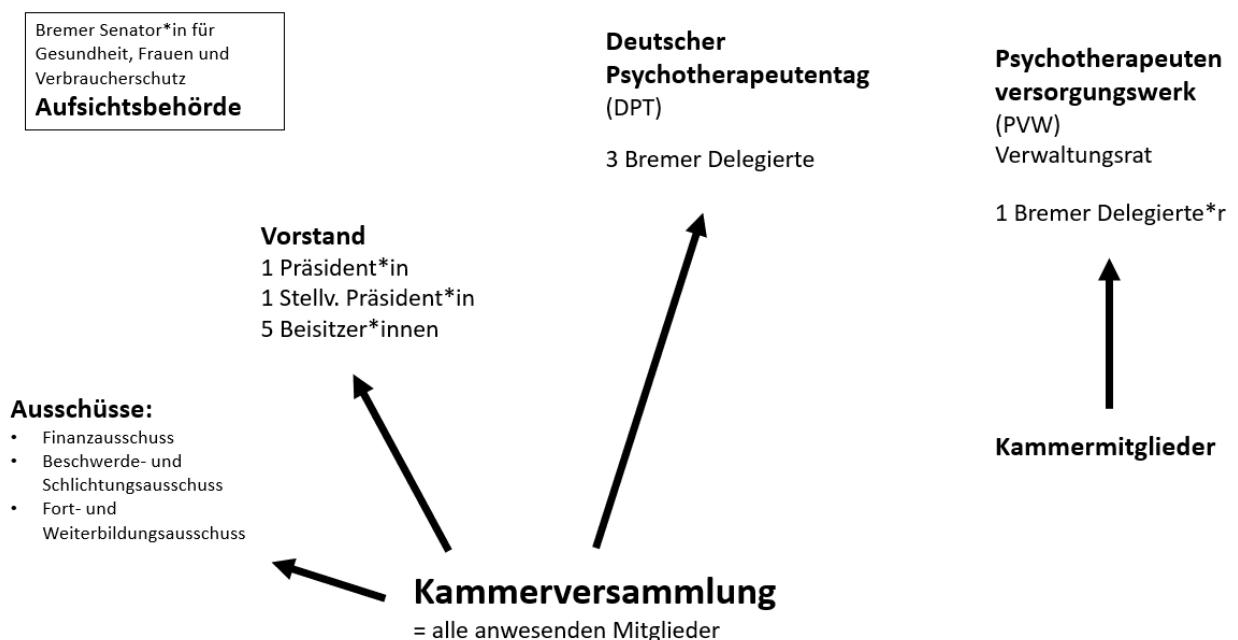 Bremer Senator*in für
Gesundheit, Frauen und
Verbraucherschutz
Aufsichtsbehörde
Deutscher
Psychotherapeutentag
(DPT)
3 Bremer Delegierte
Psychotherapeuten
versorgungswerk
(PVW)
Verwaltungsrat
1 Bremer Delegierte*r
Vorstand
1 Präsident*in
1 Stellv. Präsident*in
5 Beisitzer*innen
Ausschüsse:
• Finanzausschuss
• Beschwerde- und
Schlichtungsausschuss
• Fort- und
Weiterbildungsausschuss
Kammermitglieder
Kammerversammlung
= alle anwesenden Mitglieder